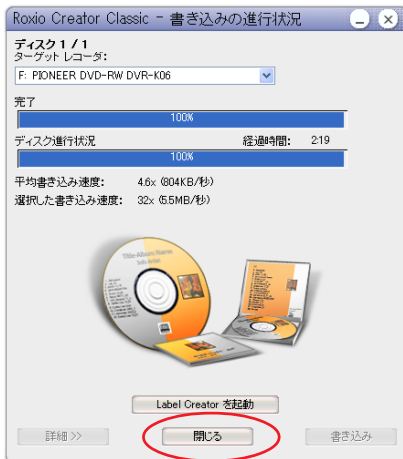 Roxio Creator Classic - 書き込みの進行状況
ディスク 1 / 1
ターゲット レコーダ:
F: PIONEER DVD-RW DVR-K06
完了
100%
ディスク進行状況 経過時間: 2:19
100%
平均書き込み速度: 4.6x (804KB/秒)
選択した書き込み速度: 32x (5.5MB/秒)
Title-Album Name
Label Creator を起動
詳細 >> 閉じる 書き込み